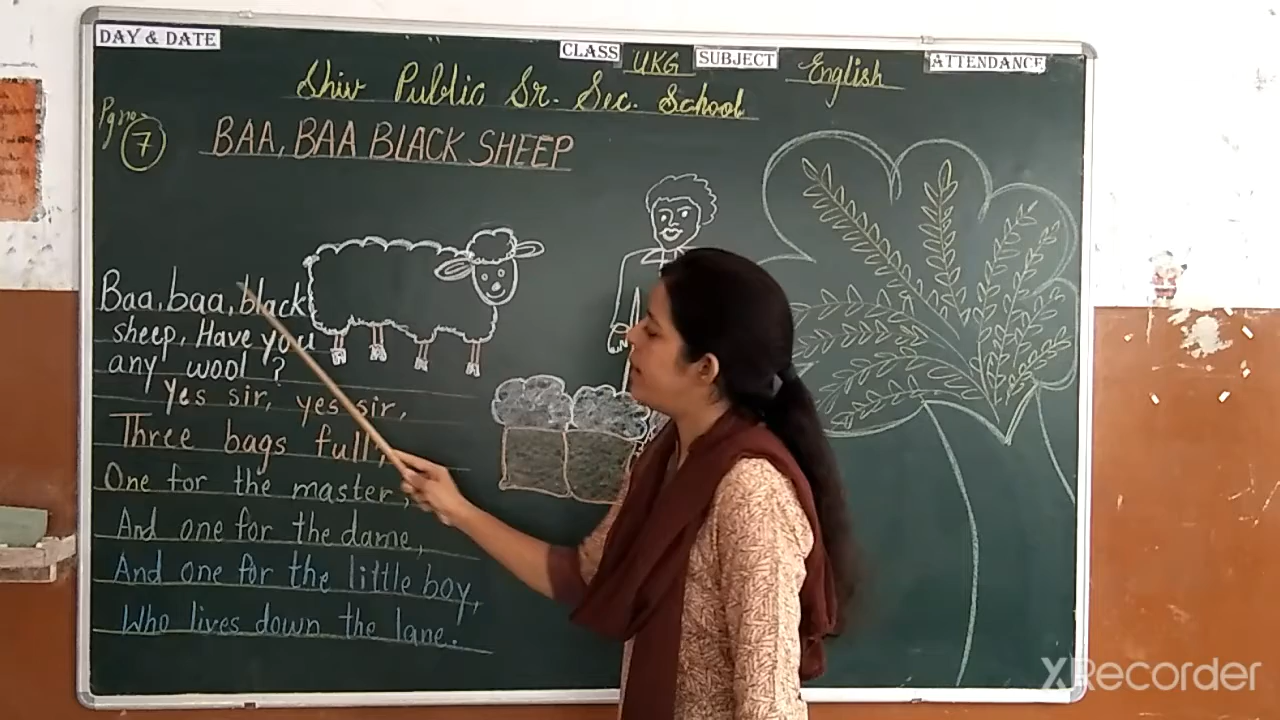 DAY & DATE
CLASS UKG SUBJECT English ATTENDANCE
Shiv Public Sr. Sec. School
Pg no. 7
BAA, BAA BLACK SHEEP
Baa, baa, black
sheep, Have you
any wool ?
Yes sir, yes sir,
Three bags full,
One for the master,
And one for the dame,
And one for the little boy,
Who lives down the lane.
XRecorder